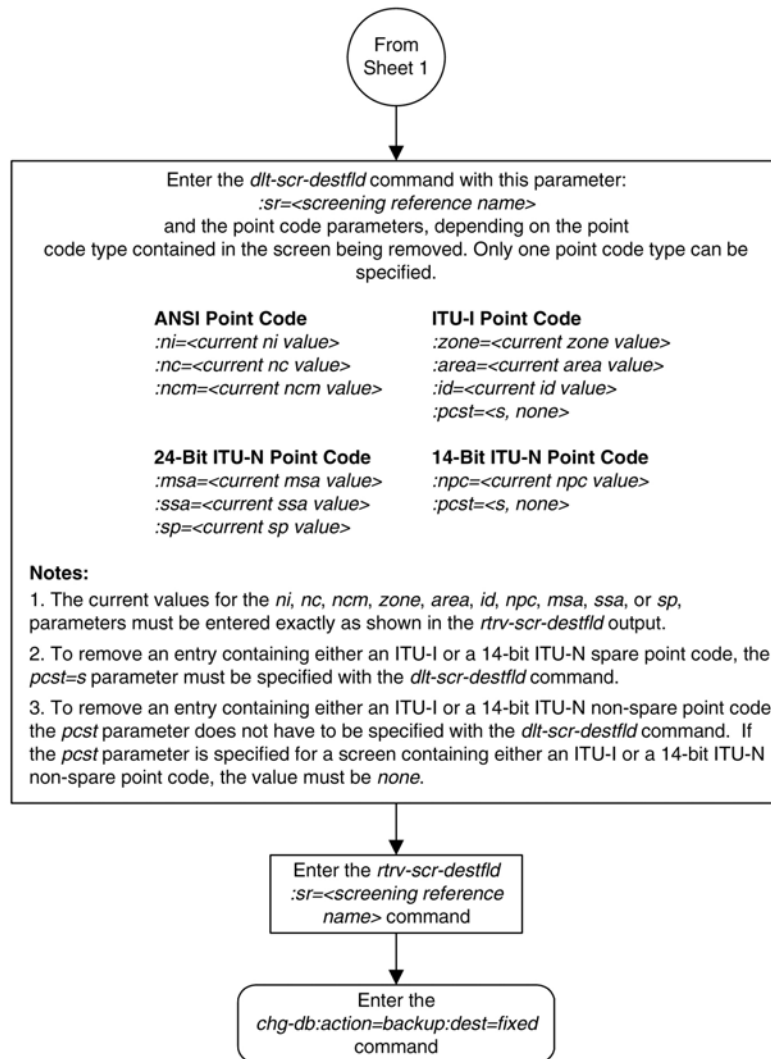 From
Sheet 1
Enter the dlt-scr-destfld command with this parameter:
:sr=<screening reference name>
and the point code parameters, depending on the point
code type contained in the screen being removed. Only one point code type can be
specified.
ANSI Point Code
:ni=<current ni value>
:nc=<current nc value>
:ncm=<current ncm value>
ITU-I Point Code
:zone=<current zone value>
:area=<current area value>
:id=<current id value>
:pcst=<s, none>
24-Bit ITU-N Point Code
:msa=<current msa value>
:ssa=<current ssa value>
:sp=<current sp value>
14-Bit ITU-N Point Code
:npc=<current npc value>
:pcst=<s, none>
Notes:
1. The current values for the ni, nc, ncm, zone, area, id, npc, msa, ssa, or sp,
parameters must be entered exactly as shown in the rtrv-scr-destfld output.
2. To remove an entry containing either an ITU-I or a 14-bit ITU-N spare point code, the
pcst=s parameter must be specified with the dlt-scr-destfld command.
3. To remove an entry containing either an ITU-I or a 14-bit ITU-N non-spare point code
the pcst parameter does not have to be specified with the dlt-scr-destfld command. If
the pcst parameter is specified for a screen containing either an ITU-I or a 14-bit ITU-N
non-spare point code, the value must be none.
Enter the rtrv-scr-destfld
:sr=<screening reference
name> command
Enter the
chg-db:action=backup:dest=fixed
command